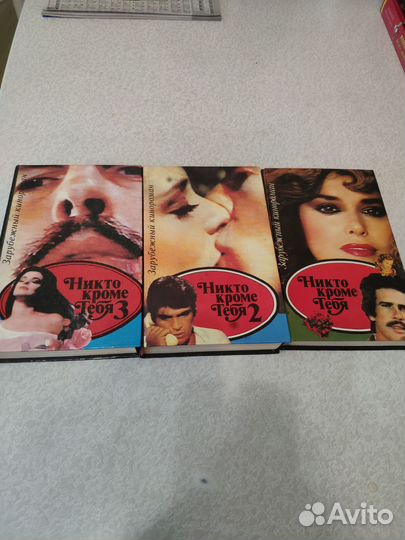 Зарубежный кинороман
Никто
кроме
Тебя 3
Зарубежный кинороман
Никто
кроме
Тебя 2
Зарубежный кинороман
Никто
кроме
Тебя
Avito